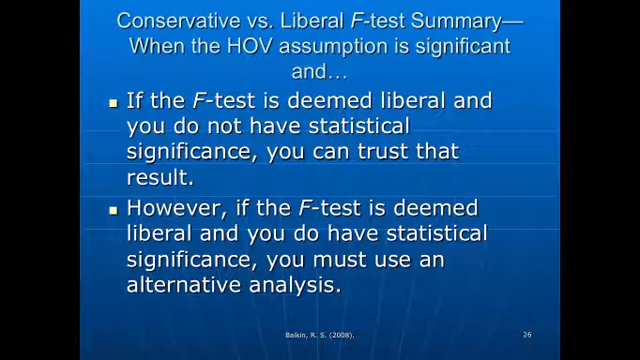 Conservative vs. Liberal F-test Summary—
When the HOV assumption is significant
and…
If the F-test is deemed liberal and
you do not have statistical
significance, you can trust that
result.
However, if the F-test is deemed
liberal and you do have statistical
significance, you must use an
alternative analysis.
Balkin, R. S. (2008).
26